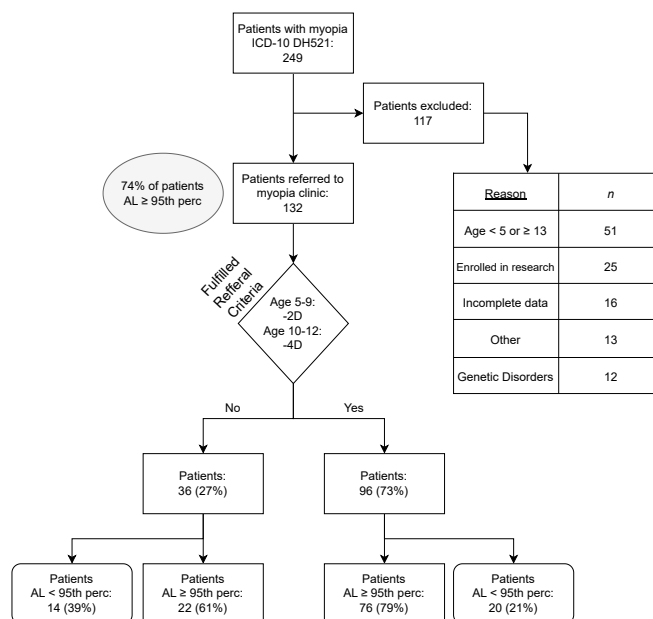 Patients with myopia
ICD-10 DH521:
249
Patients excluded:
117
74% of patients
AL ≥ 95th perc
Patients referred to
myopia clinic:
132
Reason n
Age < 5 or ≥ 13 51
Enrolled in research 25
Incomplete data 16
Other 13
Genetic Disorders 12
Fulfilled
Refferal
Criteria
Age 5-9:
-2D
Age 10-12:
-4D
No
Yes
Patients:
36 (27%)
Patients:
96 (73%)
Patients
AL < 95th perc:
14 (39%)
Patients
AL ≥ 95th perc:
22 (61%)
Patients
AL ≥ 95th perc:
76 (79%)
Patients
AL < 95th perc:
20 (21%)